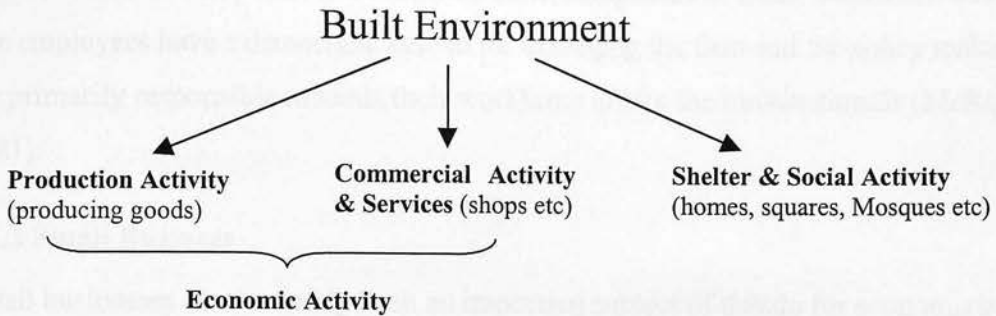 Built Environment
Production Activity
(producing goods)
Commercial Activity
& Services (shops etc)
Shelter & Social Activity
(homes, squares, Mosques etc)
Economic Activity